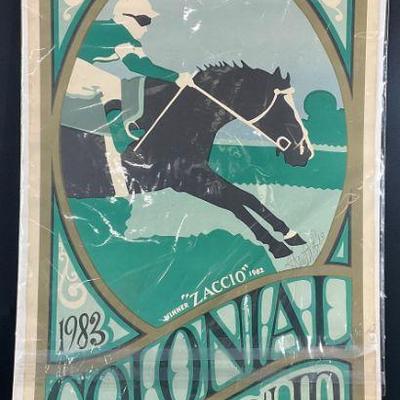 WINNER "ZACCIO" 1982
1983
COLONIAL